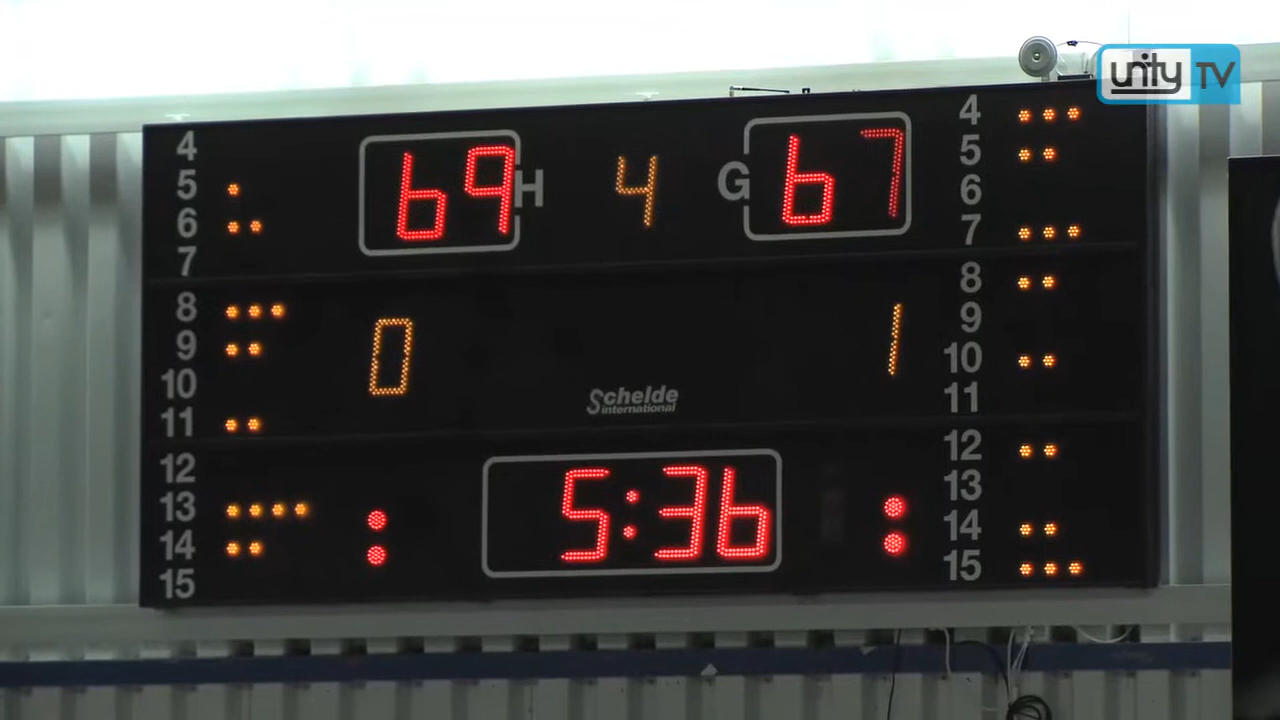 unity TV
4 69 H 4 G 67 4
5 5
6 6
7 7
8 8
9 0 1 9
10 10
Schelde
international
11 11
12 12
13 5:36 13
14 14
15 15